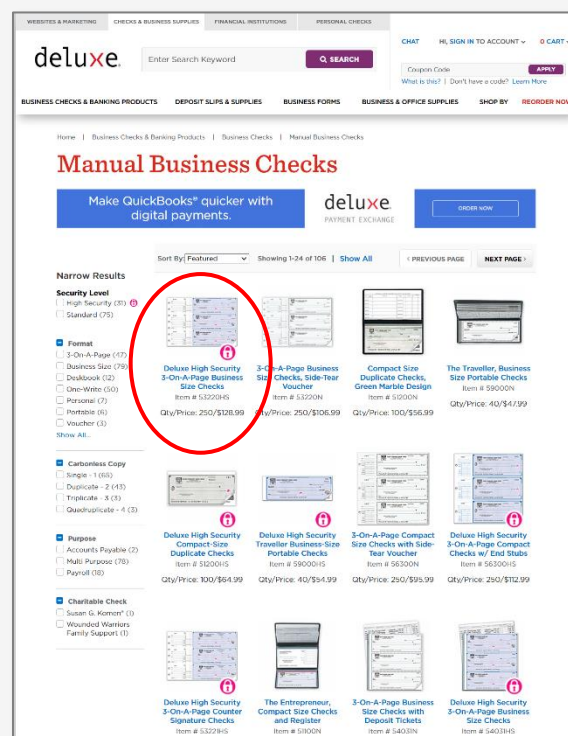 WEBSITES & MARKETING CHECKS & BUSINESS SUPPLIES FINANCIAL INSTITUTIONS PERSONAL CHECKS
CHAT HI, SIGN IN TO ACCOUNT 0 CART
deluxe.
Enter Search Keyword
SEARCH
Coupon Code
APPLY
What is this? | Don't have a code? Learn More
BUSINESS CHECKS & BANKING PRODUCTS DEPOSIT SLIPS & SUPPLIES BUSINESS FORMS BUSINESS & OFFICE SUPPLIES SHOP BY REORDER NOW
Home | Business Checks & Banking Products | Business Checks | Manual Business Checks
Manual Business Checks
Make QuickBooks® quicker with
digital payments.
deluxe
PAYMENT EXCHANGE
ORDER NOW
Sort By: Featured Showing 1-24 of 106 | Show All
< PREVIOUS PAGE NEXT PAGE >
Narrow Results
Security Level
High Security (31)
Standard (75)
Format
3-On-A-Page (47)
Business Size (79)
Deskbook (12)
One-Write (50)
Personal (7)
Portable (6)
Voucher (3)
Show All...
Carbonless Copy
Single - 1 (65)
Duplicate - 2 (43)
Triplicate - 3 (3)
Quadruplicate - 4 (3)
Purpose
Accounts Payable (2)
Multi Purpose (78)
Payroll (18)
Charitable Check
Susan G. Komen® (1)
Wounded Warriors
Family Support (1)
Deluxe High Security
3-On-A-Page Business
Size Checks
Item # 53220HS
Qty/Price: 250/$128.99
3-On-A-Page Business
Size Checks, Side-Tear
Voucher
Item # 53220N
Qty/Price: 250/$106.99
Compact Size
Duplicate Checks,
Green Marble Design
Item # 51200N
Qty/Price: 100/$56.99
The Traveller, Business
Size Portable Checks
Item # 59000N
Qty/Price: 40/$47.99
Deluxe High Security
Compact-Size
Duplicate Checks
Item # 51200HS
Qty/Price: 100/$64.99
Deluxe High Security
Traveller Business-Size
Portable Checks
Item # 59000HS
Qty/Price: 40/$54.99
3-On-A-Page Compact
Size Checks with Side-
Tear Voucher
Item # 56300N
Qty/Price: 250/$95.99
Deluxe High Security
3-On-A-Page Compact
Checks w/ End Stubs
Item # 56300HS
Qty/Price: 250/$112.99
Deluxe High Security
3-On-A-Page Counter
Signature Checks
Item # 53221HS
The Entrepreneur,
Compact Size Checks
and Register
Item # 51100N
3-On-A-Page Business
Size Checks with
Deposit Tickets
Item # 54031N
Deluxe High Security
3-On-A-Page Business
Size Checks
Item # 54031HS